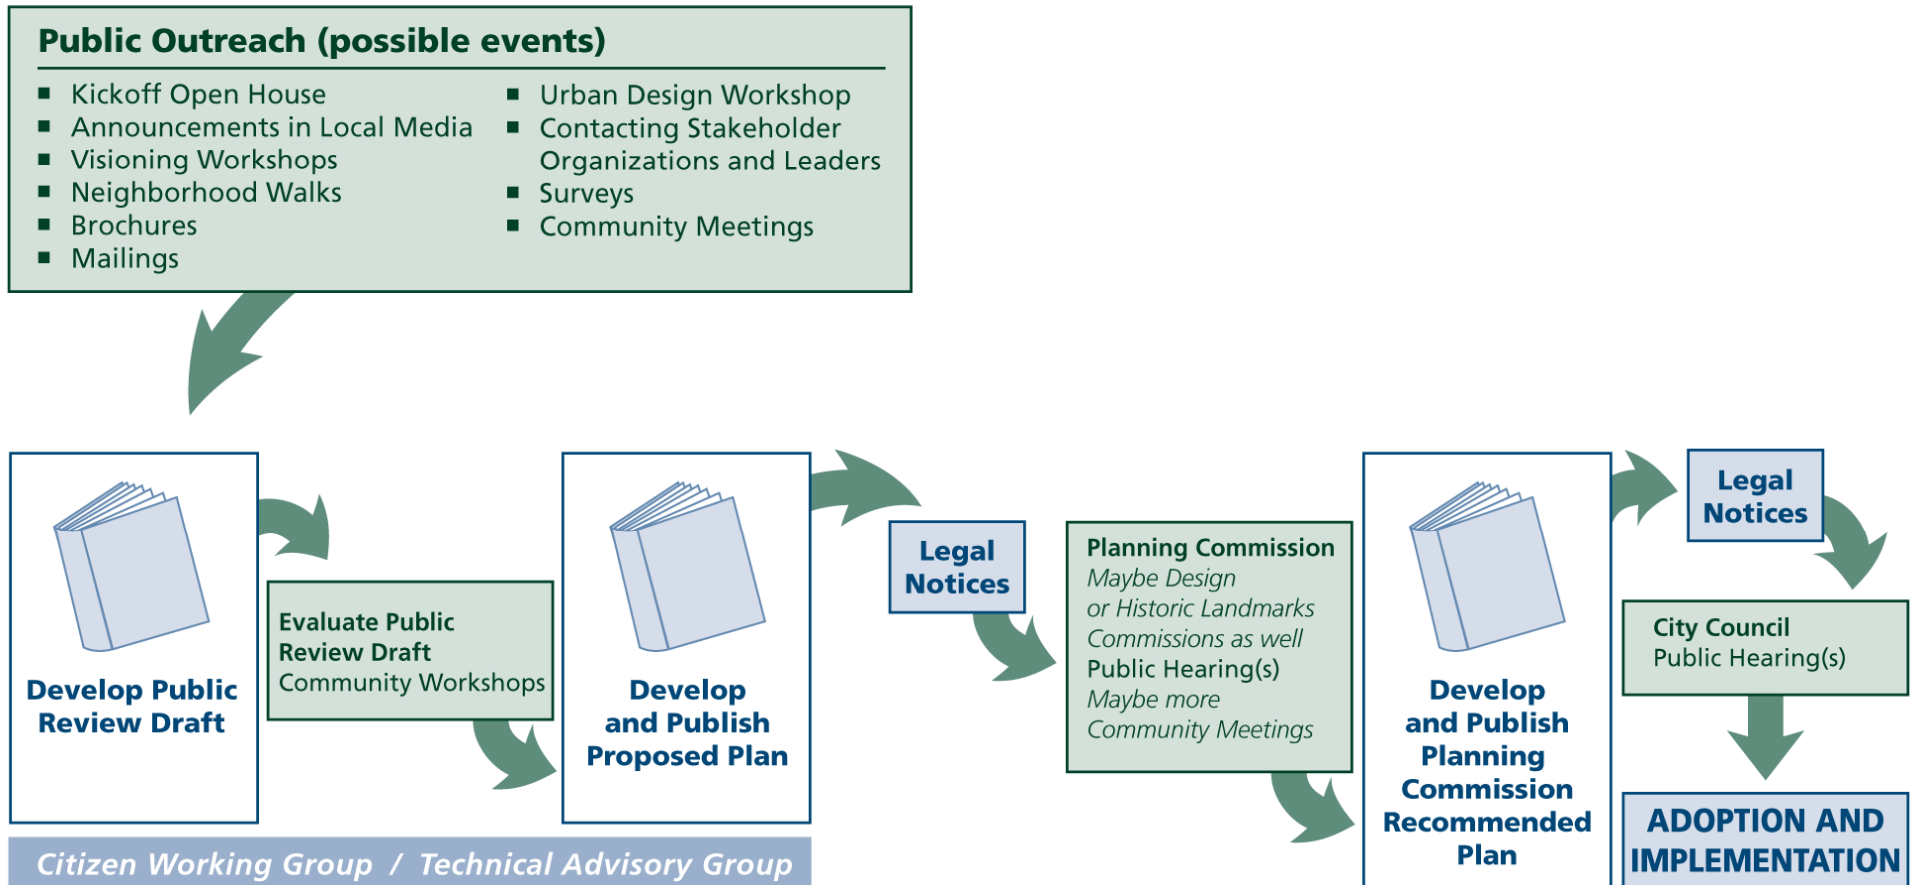 Public Outreach (possible events)
■ Kickoff Open House
■ Announcements in Local Media
■ Visioning Workshops
■ Neighborhood Walks
■ Brochures
■ Mailings
■ Urban Design Workshop
■ Contacting Stakeholder
Organizations and Leaders
■ Surveys
■ Community Meetings
Develop Public
Review Draft
Evaluate Public
Review Draft
Community Workshops
Develop
and Publish
Proposed Plan
Citizen Working Group / Technical Advisory Group
Legal
Notices
Planning Commission
Maybe Design
or Historic Landmarks
Commissions as well
Public Hearing(s)
Maybe more
Community Meetings
Develop
and Publish
Planning
Commission
Recommended
Plan
Legal
Notices
City Council
Public Hearing(s)
ADOPTION AND
IMPLEMENTATION